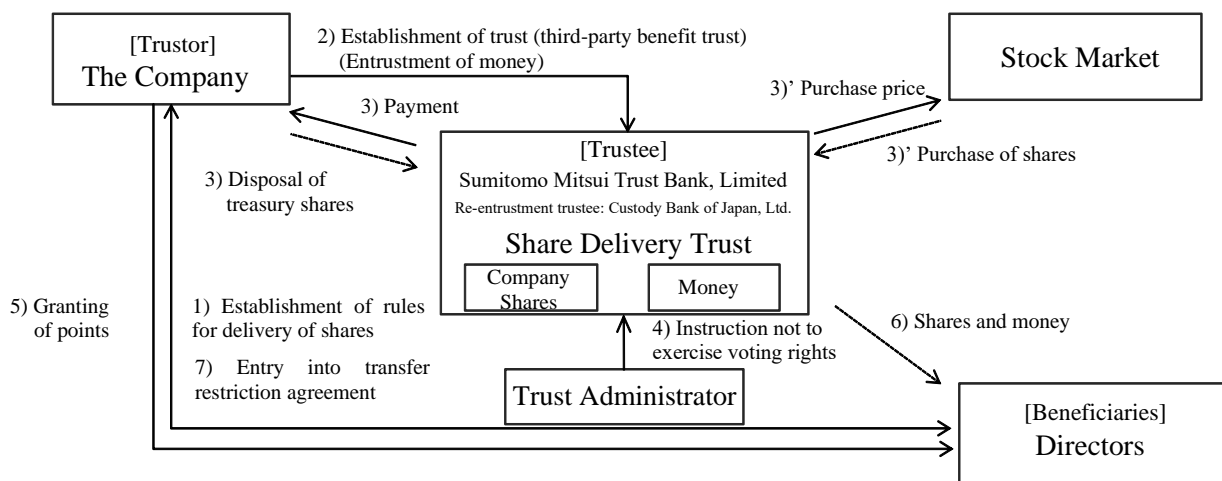 [Trustor]
The Company
2) Establishment of trust (third-party benefit trust)
(Entrustment of money)
Stock Market
3) Payment
3)’ Purchase price
3)’ Purchase of shares
3) Disposal of
treasury shares
[Trustee]
Sumitomo Mitsui Trust Bank, Limited
Re-entrustment trustee: Custody Bank of Japan, Ltd.
Share Delivery Trust
Company
Shares
Money
5) Granting
of points
1) Establishment of rules
for delivery of shares
7) Entry into transfer
restriction agreement
4) Instruction not to
exercise voting rights
6) Shares and money
Trust Administrator
[Beneficiaries]
Directors